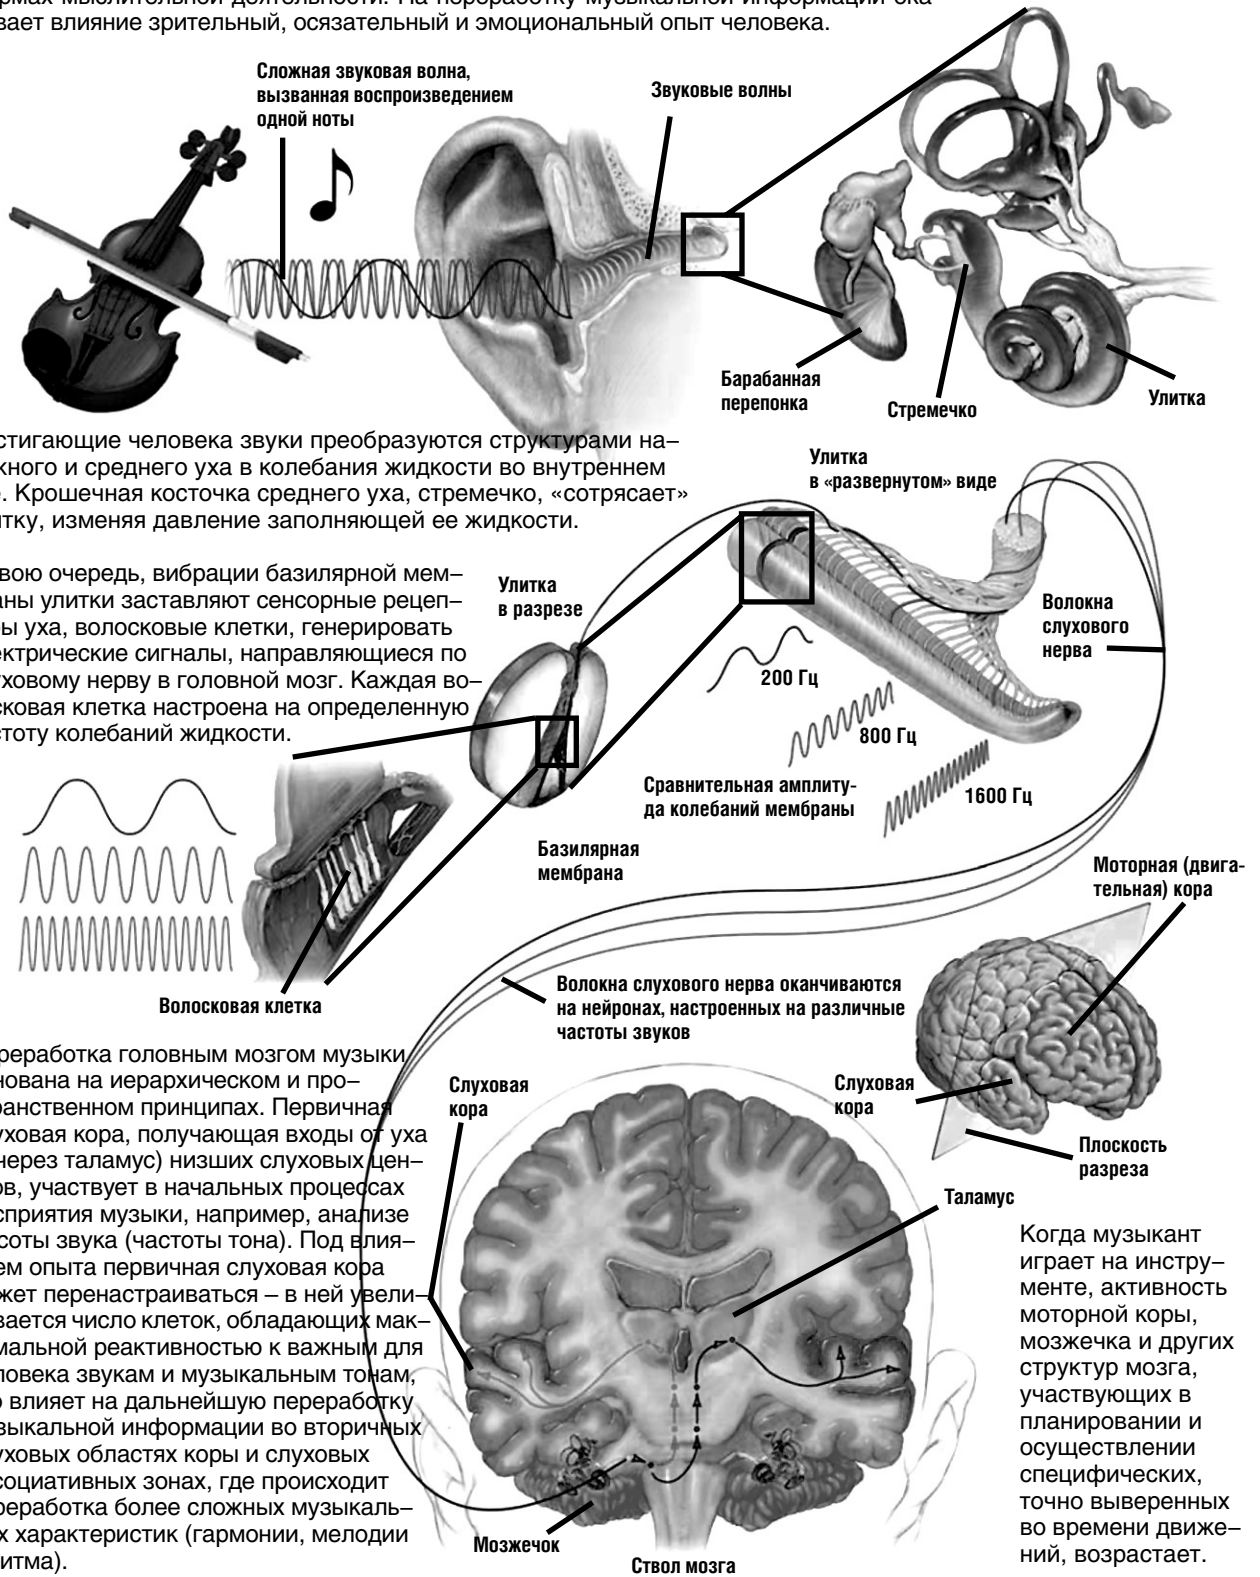 рмах мыслительной деятельности. На переработку музыкальной информации ока–
вает влияние зрительный, осязательный и эмоциональный опыт человека.
Сложная звуковая волна,
вызванная воспроизведением
одной ноты
Звуковые волны
Барабанная
перепонка
Стремечко
Улитка
стигающие человека звуки преобразуются структурами на–
жного и среднего уха в колебания жидкости во внутреннем
е. Крошечная косточка среднего уха, стремечко, «сотрясает»
итку, изменяя давление заполняющей ее жидкости.
Улитка
в «развернутом» виде
вою очередь, вибрации базилярной мем–
аны улитки заставляют сенсорные рецеп–
ры уха, волосковые клетки, генерировать
ектрические сигналы, направляющиеся по
уховому нерву в головной мозг. Каждая во–
сковая клетка настроена на определенную
стоту колебаний жидкости.
Улитка
в разрезе
Волокна
слухового
нерва
200 Гц
800 Гц
1600 Гц
Сравнительная амплиту-
да колебаний мембраны
Базилярная
мембрана
Волосковая клетка
Моторная (двига-
тельная) кора
Волокна слухового нерва оканчиваются
на нейронах, настроенных на различные
частоты звуков
Слуховая
кора
Слуховая
кора
Плоскость
разреза
Таламус
реработка головным мозгом музыки
нована на иерархическом и про–
ранственном принципах. Первичная
уховая кора, получающая входы от уха
через таламус) низших слуховых цен–
ов, участвует в начальных процессах
сприятия музыки, например, анализе
соты звука (частоты тона). Под влия–
ем опыта первичная слуховая кора
жет перенастраиваться – в ней увели–
вается число клеток, обладающих мак–
мальной реактивностью к важным для
ловека звукам и музыкальным тонам,
о влияет на дальнейшую переработку
зыкальной информации во вторичных
уховых областях коры и слуховых
социативных зонах, где происходит
реработка более сложных музыкаль–
х характеристик (гармонии, мелодии
итма).
Мозжечок
Ствол мозга
Когда музыкант
играет на инстру–
менте, активность
моторной коры,
мозжечка и других
структур мозга,
участвующих в
планировании и
осуществлении
специфических,
точно выверенных
во времени движе–
ний, возрастает.